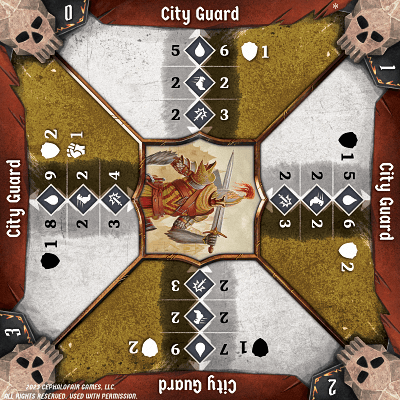 0
City Guard
5 6 1
2 2
2 3
1
City Guard
1 5 6 2
2 2
2 3
2
City Guard
1 7 9 2
2 2
2 3
3
City Guard
1 8 9 2
2 2 1
3 4
2023 CEPHALOFAIR GAMES, LLC.
ALL RIGHTS RESERVED. USED WITH PERMISSION.